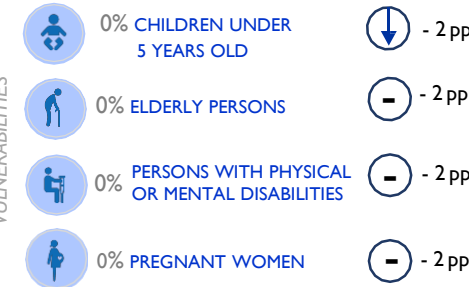 VULNERABILITIES
0% CHILDREN UNDER
5 YEARS OLD
- 2 pp
0% ELDERLY PERSONS
- - 2 pp
0% PERSONS WITH PHYSICAL
OR MENTAL DISABILITIES
- - 2 pp
0% PREGNANT WOMEN
- - 2 pp